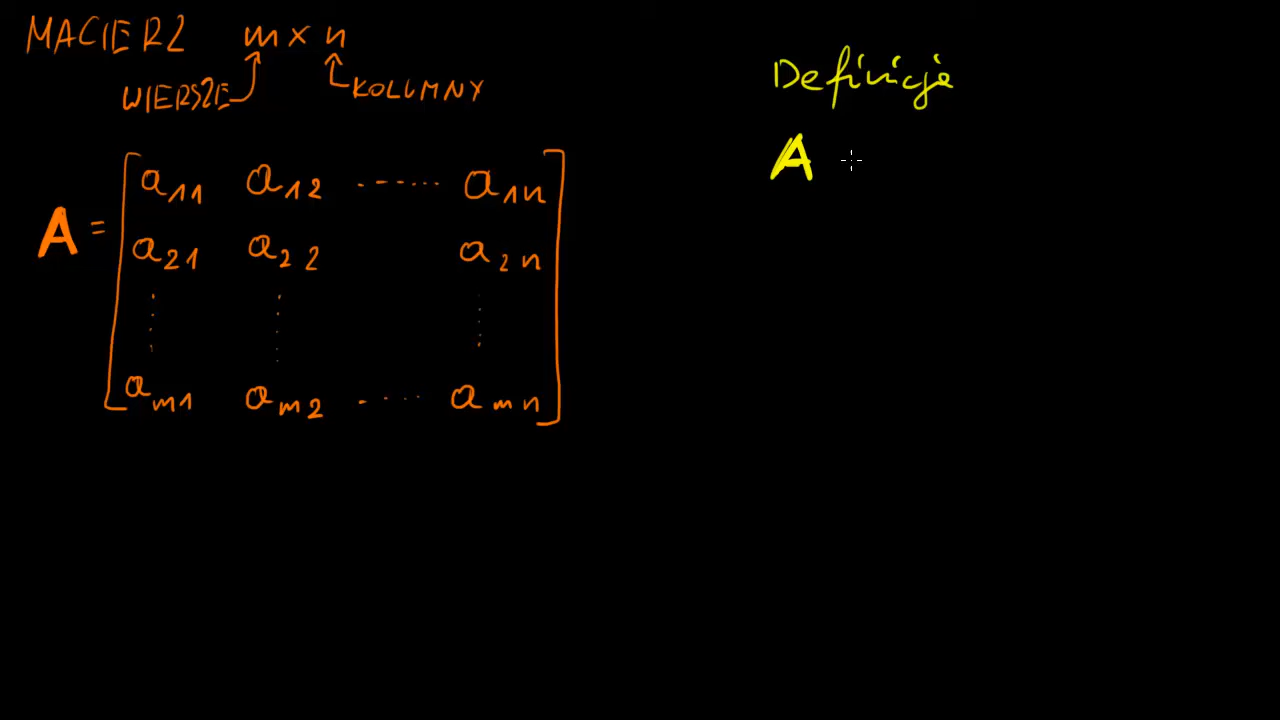 MACIERZ m × n
WIERSZE KOLUMNY
A = [ a11 a12 ....... a1n
a21 a22 a2n
⋮ ⋮ ⋮
am1 am2 ..... amn ]
Definicje
A